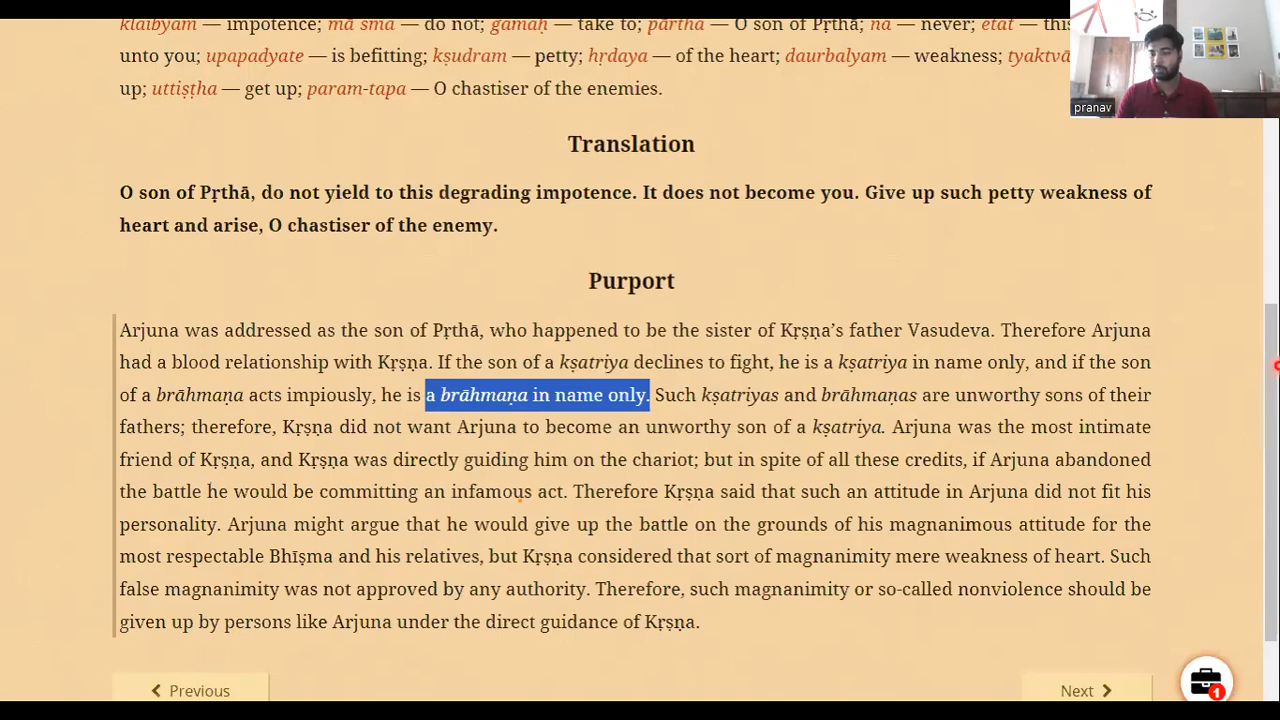 klaibyam — impotence; mā sma — do not; gamaḥ — take to; pārtha — O son of Pṛthā; na — never; etat — this
unto you; upapadyate — is befitting; kṣudram — petty; hṛdaya — of the heart; daurbalyam — weakness; tyaktvā
up; uttiṣṭha — get up; param-tapa — O chastiser of the enemies.
pranav
Translation
O son of Pṛthā, do not yield to this degrading impotence. It does not become you. Give up such petty weakness of
heart and arise, O chastiser of the enemy.
Purport
Arjuna was addressed as the son of Pṛthā, who happened to be the sister of Kṛṣṇa’s father Vasudeva. Therefore Arjuna
had a blood relationship with Kṛṣṇa. If the son of a kṣatriya declines to fight, he is a kṣatriya in name only, and if the son
of a brāhmaṇa acts impiously, he is a brāhmaṇa in name only. Such kṣatriyas and brāhmaṇas are unworthy sons of their
fathers; therefore, Kṛṣṇa did not want Arjuna to become an unworthy son of a kṣatriya. Arjuna was the most intimate
friend of Kṛṣṇa, and Kṛṣṇa was directly guiding him on the chariot; but in spite of all these credits, if Arjuna abandoned
the battle he would be committing an infamous act. Therefore Kṛṣṇa said that such an attitude in Arjuna did not fit his
personality. Arjuna might argue that he would give up the battle on the grounds of his magnanimous attitude for the
most respectable Bhīṣma and his relatives, but Kṛṣṇa considered that sort of magnanimity mere weakness of heart. Such
false magnanimity was not approved by any authority. Therefore, such magnanimity or so-called nonviolence should be
given up by persons like Arjuna under the direct guidance of Kṛṣṇa.
Previous
Next
1